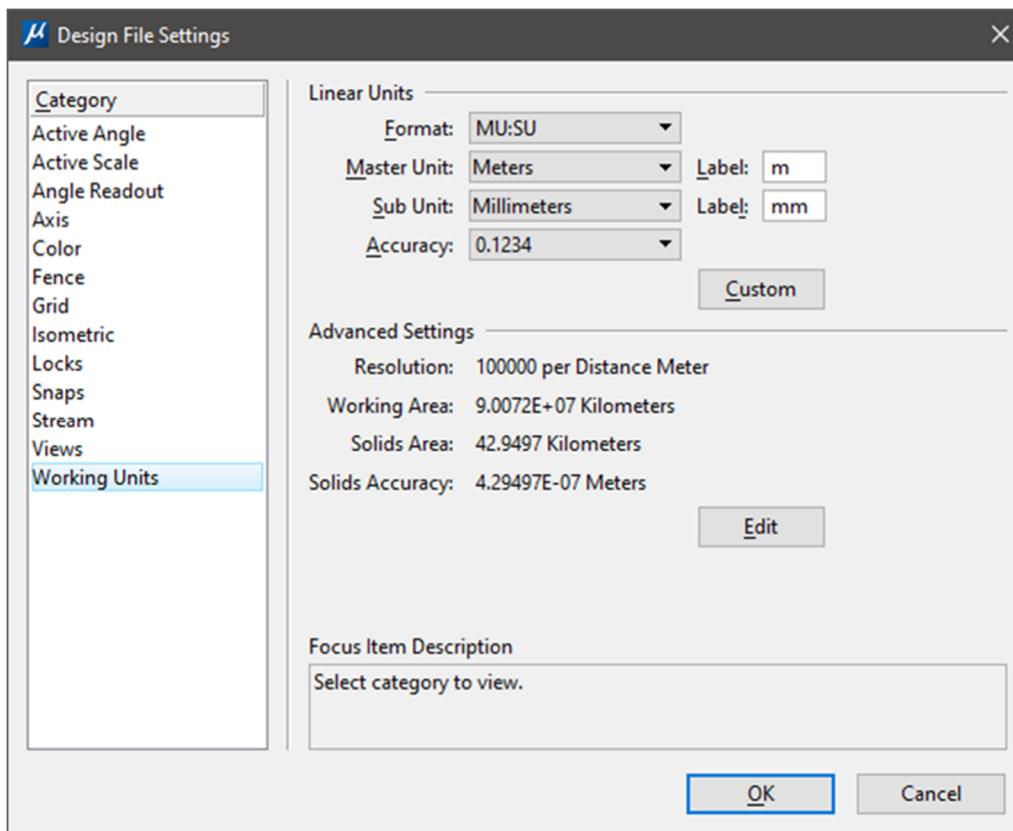 Design File Settings
Category
Active Angle
Active Scale
Angle Readout
Axis
Color
Fence
Grid
Isometric
Locks
Snaps
Stream
Views
Working Units
Linear Units
Format: MU:SU
Master Unit: Meters Label: m
Sub Unit: Millimeters Label: mm
Accuracy: 0.1234
Custom
Advanced Settings
Resolution: 100000 per Distance Meter
Working Area: 9.0072E+07 Kilometers
Solids Area: 42.9497 Kilometers
Solids Accuracy: 4.29497E-07 Meters
Edit
Focus Item Description
Select category to view.
OK Cancel